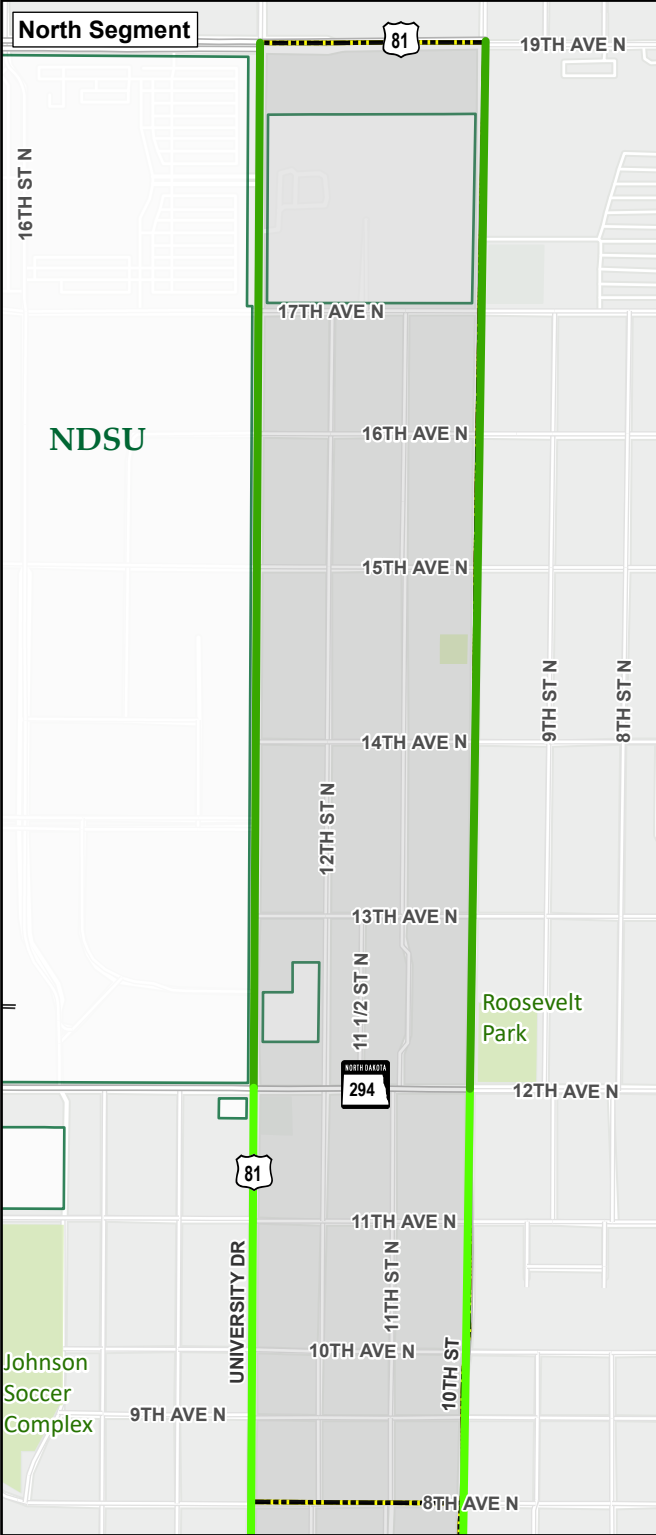 North Segment
81
19TH AVE N
16TH ST N
17TH AVE N
NDSU
16TH AVE N
15TH AVE N
9TH ST N
8TH ST N
14TH AVE N
12TH ST N
13TH AVE N
11 1/2 ST N
Roosevelt
Park
NORTH DAKOTA
294
12TH AVE N
81
11TH AVE N
UNIVERSITY DR
11TH ST N
10TH AVE N
10TH ST
Johnson
Soccer
Complex
9TH AVE N
8TH AVE N